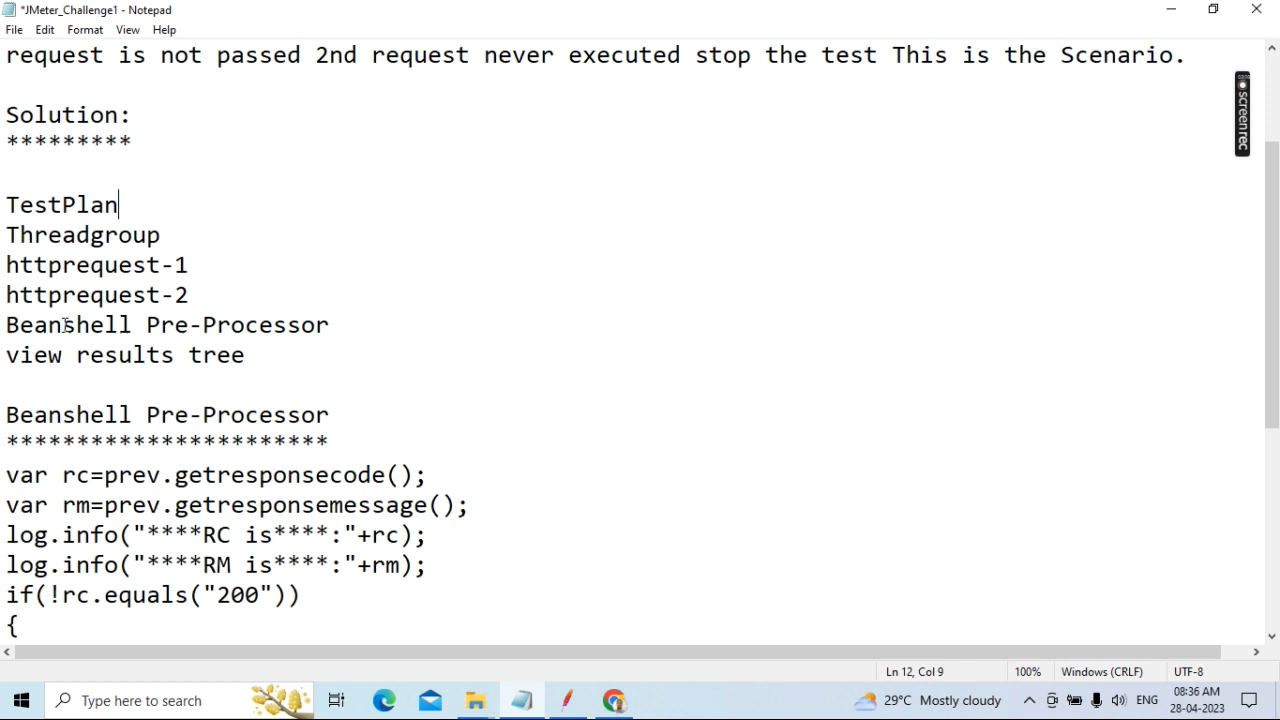 *JMeter_Challenge1 - Notepad
File Edit Format View Help
request is not passed 2nd request never executed stop the test This is the Scenario.
Solution:
*********
TestPlan
Threadgroup
httprequest-1
httprequest-2
Beanshell Pre-Processor
view results tree
Beanshell Pre-Processor
***********************
var rc=prev.getresponsecode();
var rm=prev.getresponsemessage();
log.info("****RC is****:"+rc);
log.info("****RM is****:"+rm);
if(!rc.equals("200"))
{
screenrec
Ln 12, Col 9 100% Windows (CRLF) UTF-8
Type here to search
29°C Mostly cloudy
ENG
08:36 AM
28-04-2023